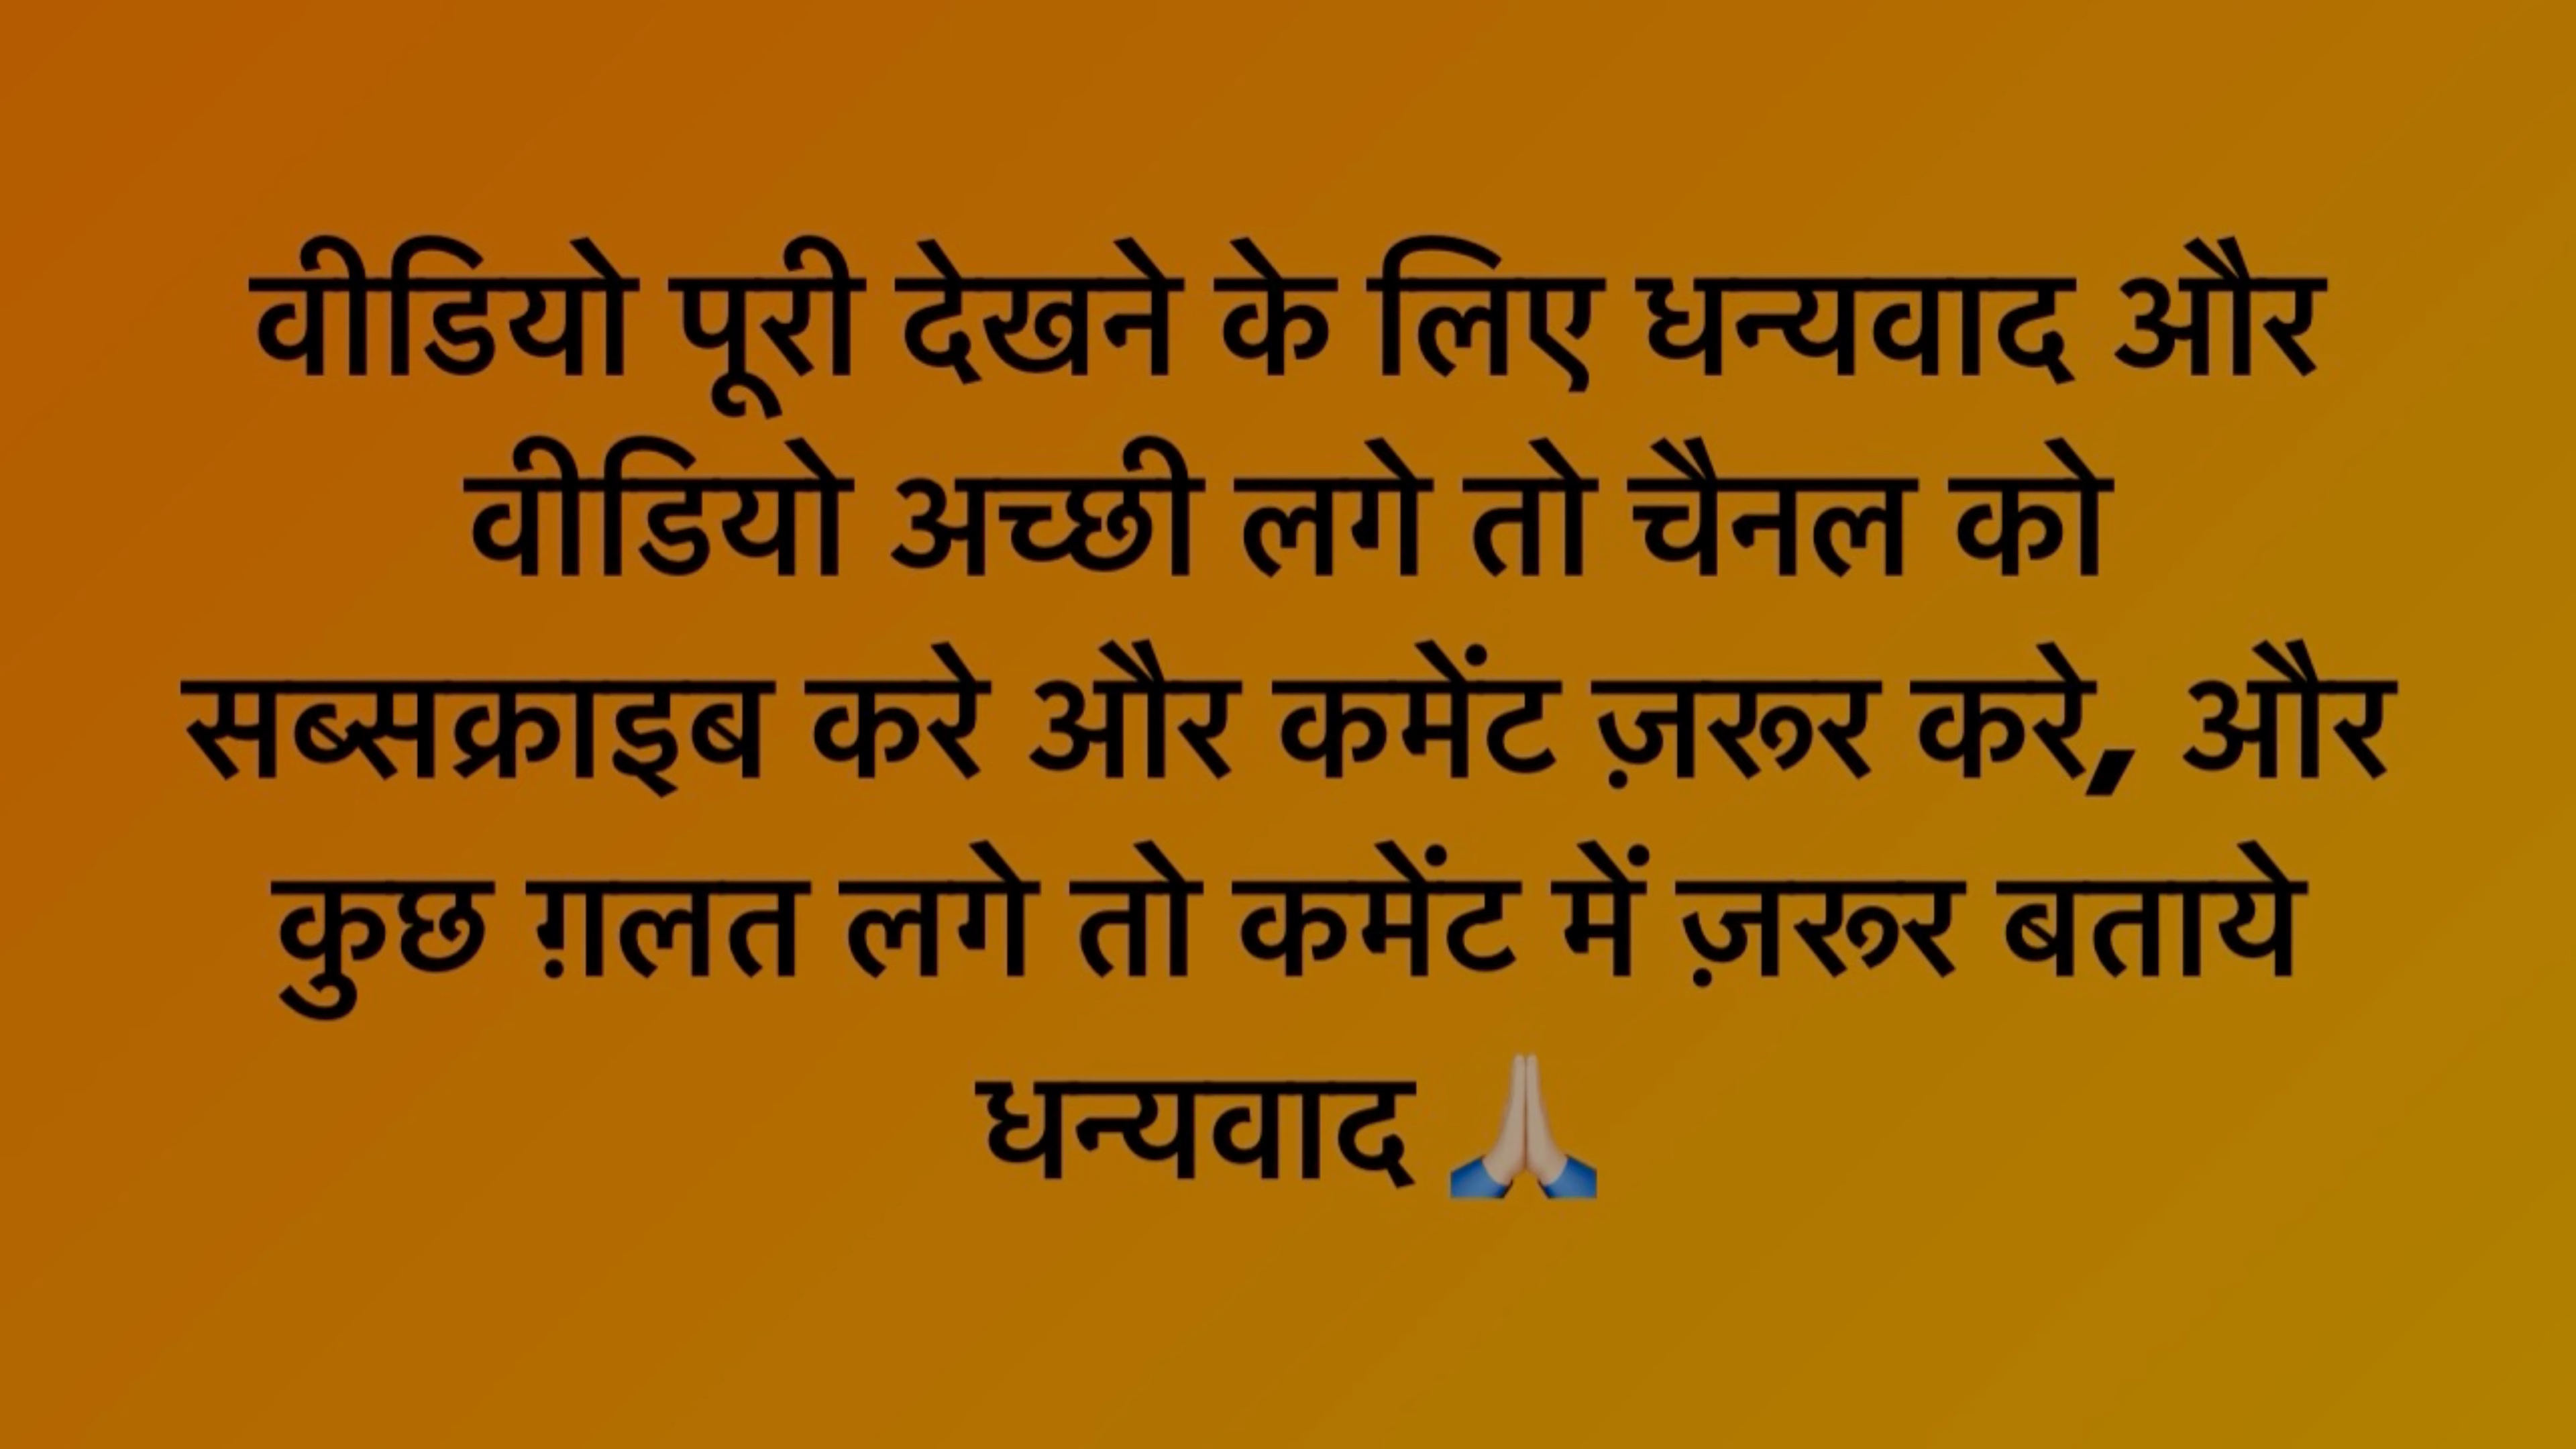 वीडियो पूरी देखने के लिए धन्यवाद और
वीडियो अच्छी लगे तो चैनल को
सब्सक्राइब करे और कमेंट ज़रूर करे, और
कुछ ग़लत लगे तो कमेंट में ज़रूर बताये
धन्यवाद 🙏🏻